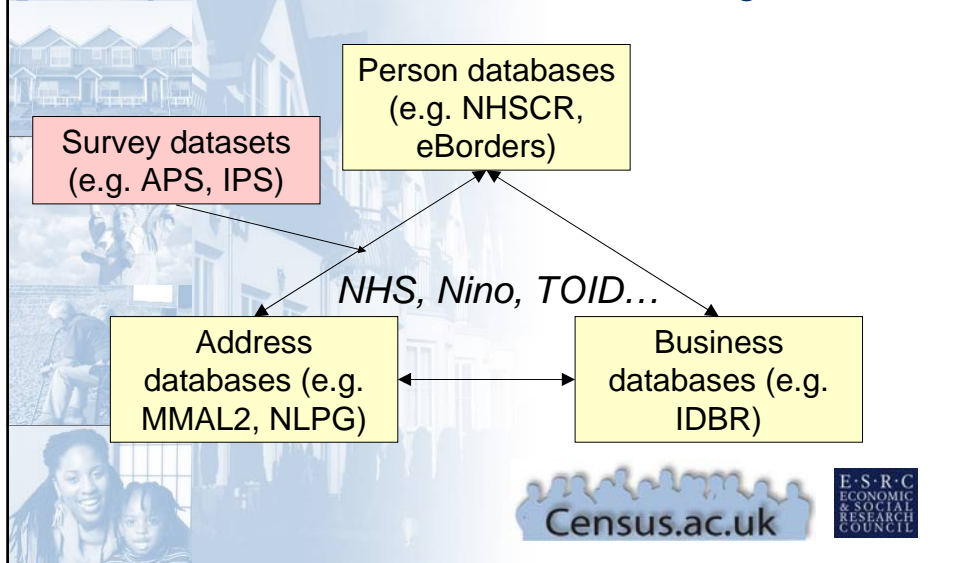 Person databases
(e.g. NHSCR,
eBorders)
Survey datasets
(e.g. APS, IPS)
NHS, Nino, TOID…
Address
databases (e.g.
MMAL2, NLPG)
Business
databases (e.g.
IDBR)
Census.ac.uk
E·S·R·C
ECONOMIC
& SOCIAL
RESEARCH
COUNCIL